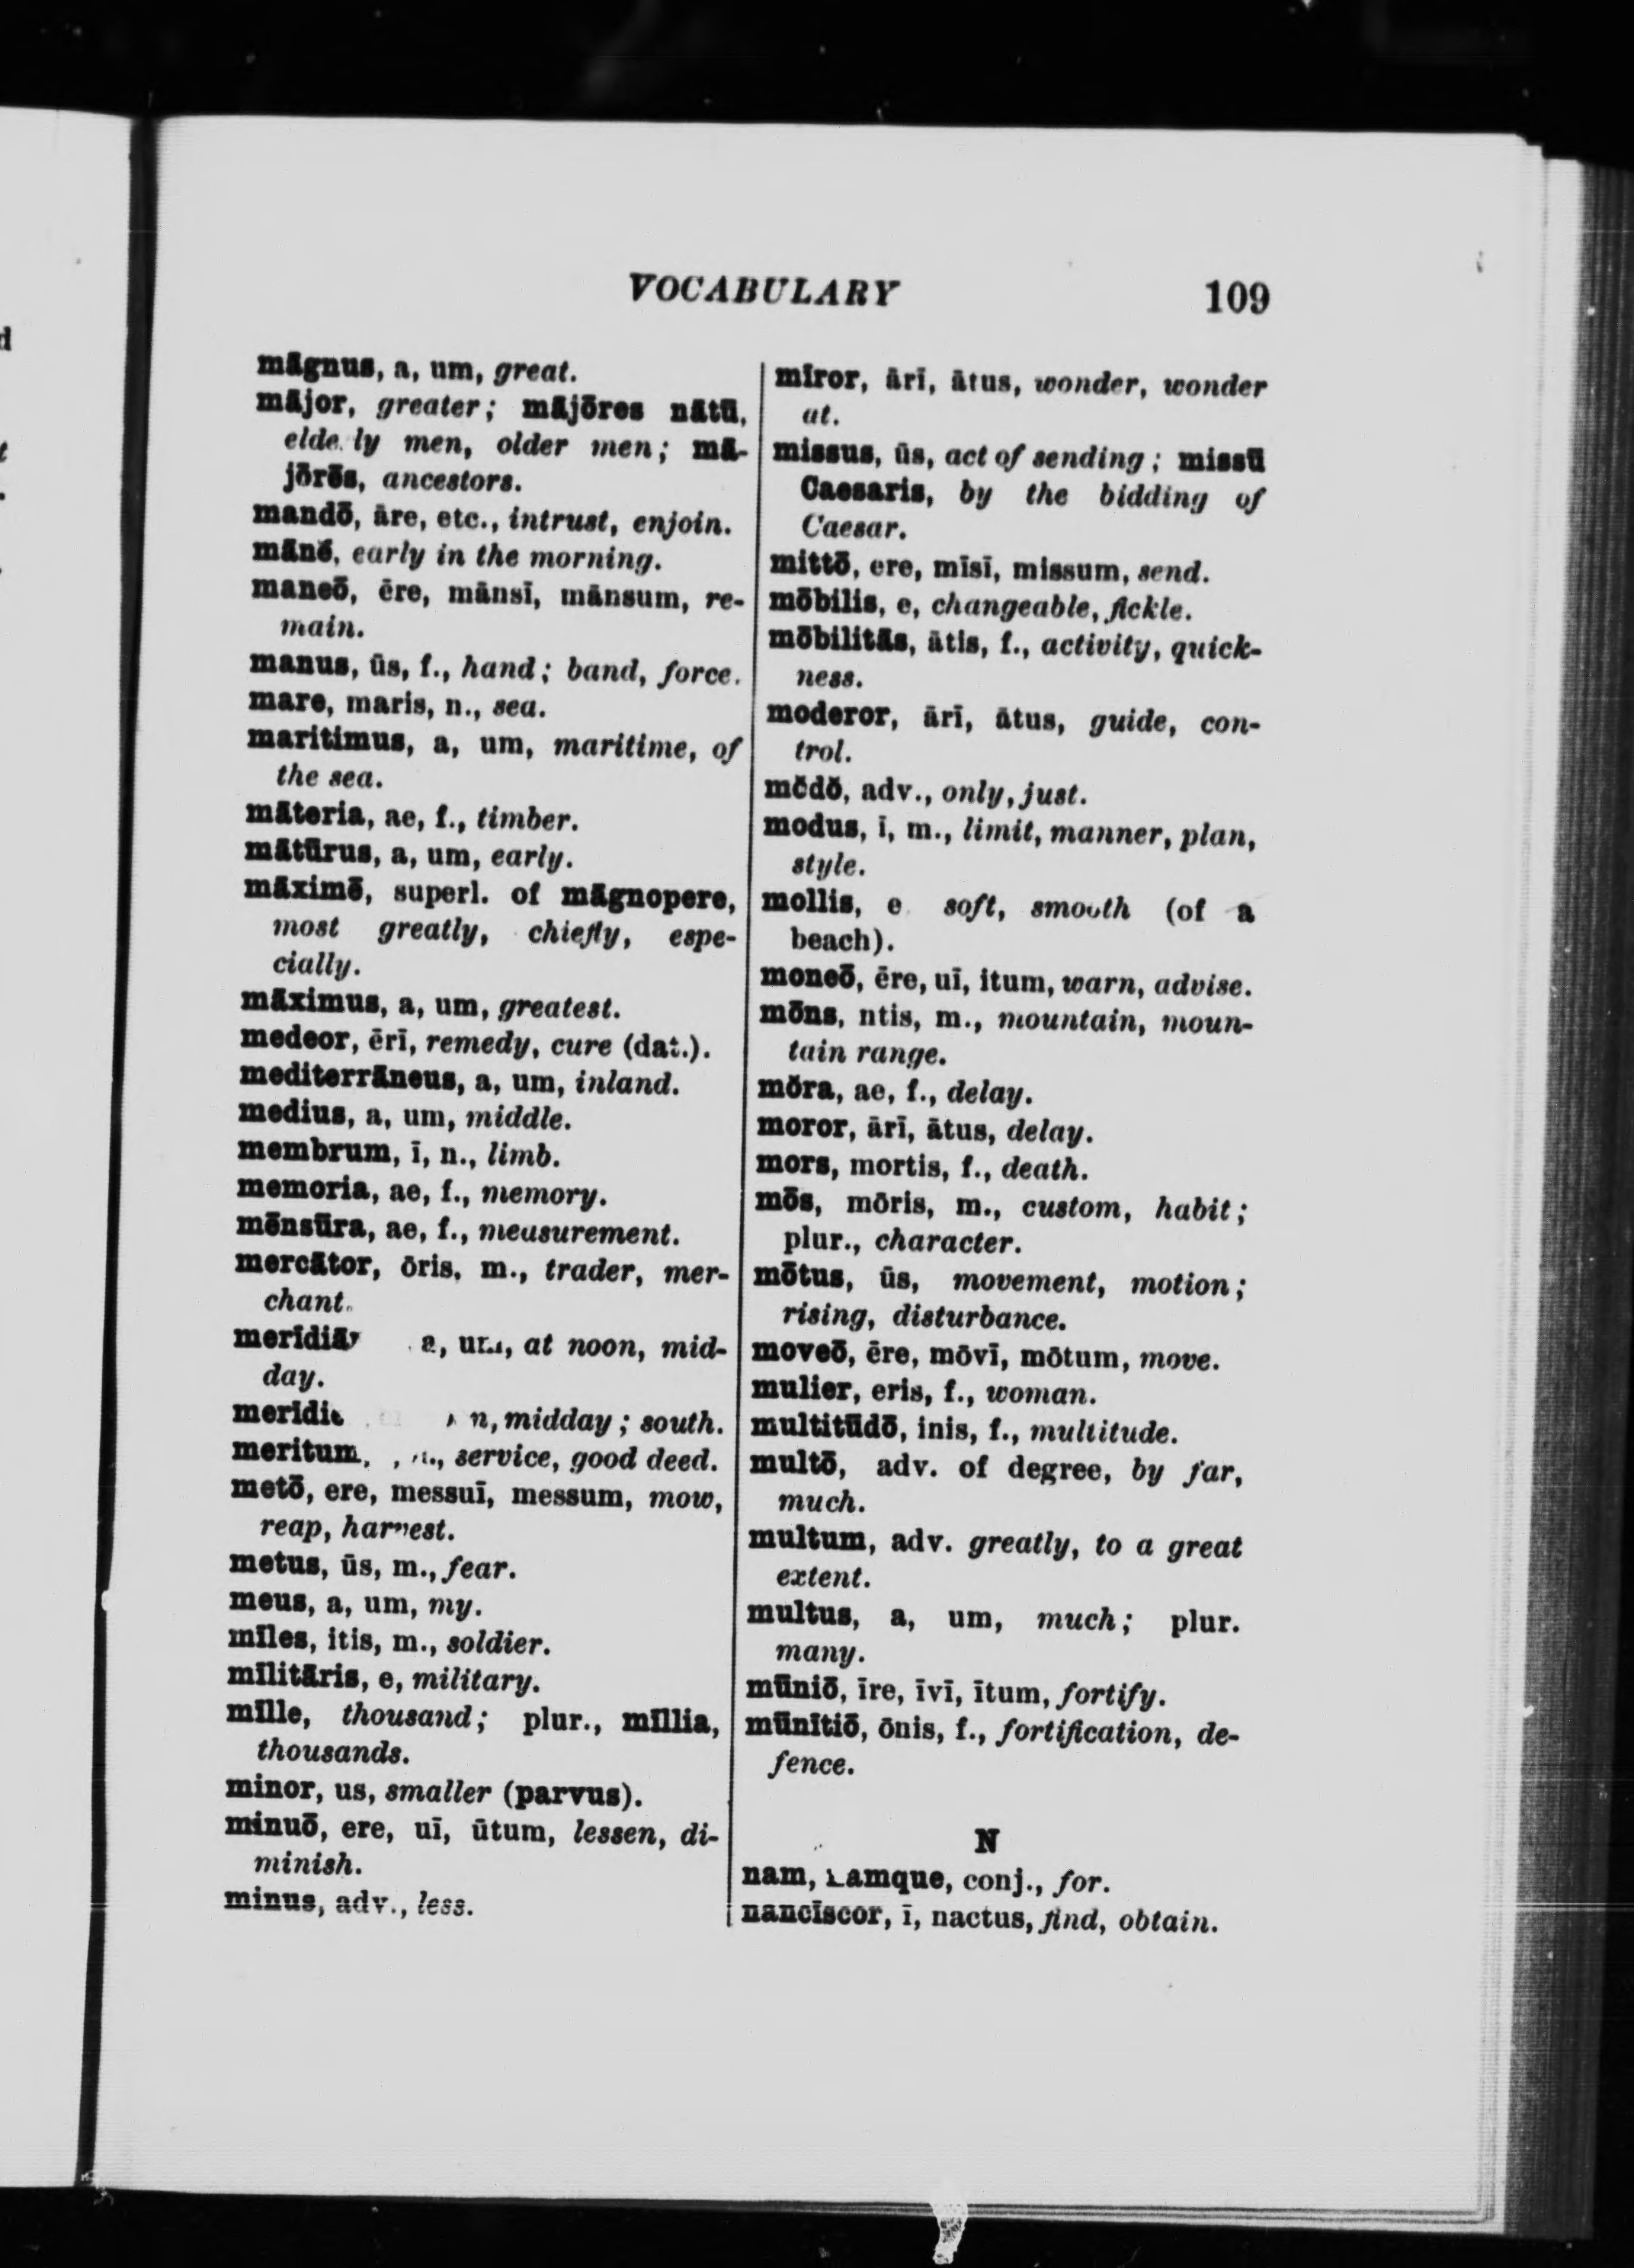 VOCABULARY 109
māgnus, a, um, great.
mājor, greater; mājōres nātū,
elde ly men, older men; mā-
jōrēs, ancestors.
mandō, āre, etc., intrust, enjoin.
māně, early in the morning.
maneō, ēre, mānsī, mānsum, re-
main.
manus, ūs, f., hand; band, force.
mare, maris, n., sea.
maritimus, a, um, maritime, of
the sea.
māteria, ae, f., timber.
mātūrus, a, um, early.
māximē, superl. of māgnopere,
most greatly, chiefly, espe-
cially.
māximus, a, um, greatest.
medeor, ērī, remedy, cure (dat.).
mediterrāneus, a, um, inland.
medius, a, um, middle.
membrum, ī, n., limb.
memoria, ae, f., memory.
mēnsūra, ae, f., measurement.
mercātor, ōris, m., trader, mer-
chant.
merīdiā a, um, at noon, mid-
day.
merīdi n, midday; south.
meritum, n., service, good deed.
metō, ere, messuī, messum, mow,
reap, harvest.
metus, ūs, m., fear.
meus, a, um, my.
mīles, itis, m., soldier.
mīlitāris, e, military.
mīlle, thousand; plur., mīllia,
thousands.
minor, us, smaller (parvus).
minuō, ere, uī, ūtum, lessen, di-
minish.
minus, adv., less.
mīror, ārī, ātus, wonder, wonder
at.
missus, ūs, act of sending; missū
Caesaris, by the bidding of
Caesar.
mittō, ere, mīsī, missum, send.
mōbilis, e, changeable, fickle.
mōbilitās, ātis, f., activity, quick-
ness.
moderor, ārī, ātus, guide, con-
trol.
mŏdŏ, adv., only, just.
modus, ī, m., limit, manner, plan,
style.
mollis, e soft, smooth (of a
beach).
moneō, ēre, uī, itum, warn, advise.
mōns, ntis, m., mountain, moun-
tain range.
mŏra, ae, f., delay.
moror, ārī, ātus, delay.
mors, mortis, f., death.
mōs, mōris, m., custom, habit;
plur., character.
mōtus, ūs, movement, motion;
rising, disturbance.
moveō, ēre, mōvī, mōtum, move.
mulier, eris, f., woman.
multitūdō, inis, f., multitude.
multō, adv. of degree, by far,
much.
multum, adv. greatly, to a great
extent.
multus, a, um, much; plur.
many.
mūniō, īre, īvī, ītum, fortify.
mūnītiō, ōnis, f., fortification, de-
fence.
N
nam, namque, conj., for.
nancīscor, ī, nactus, find, obtain.